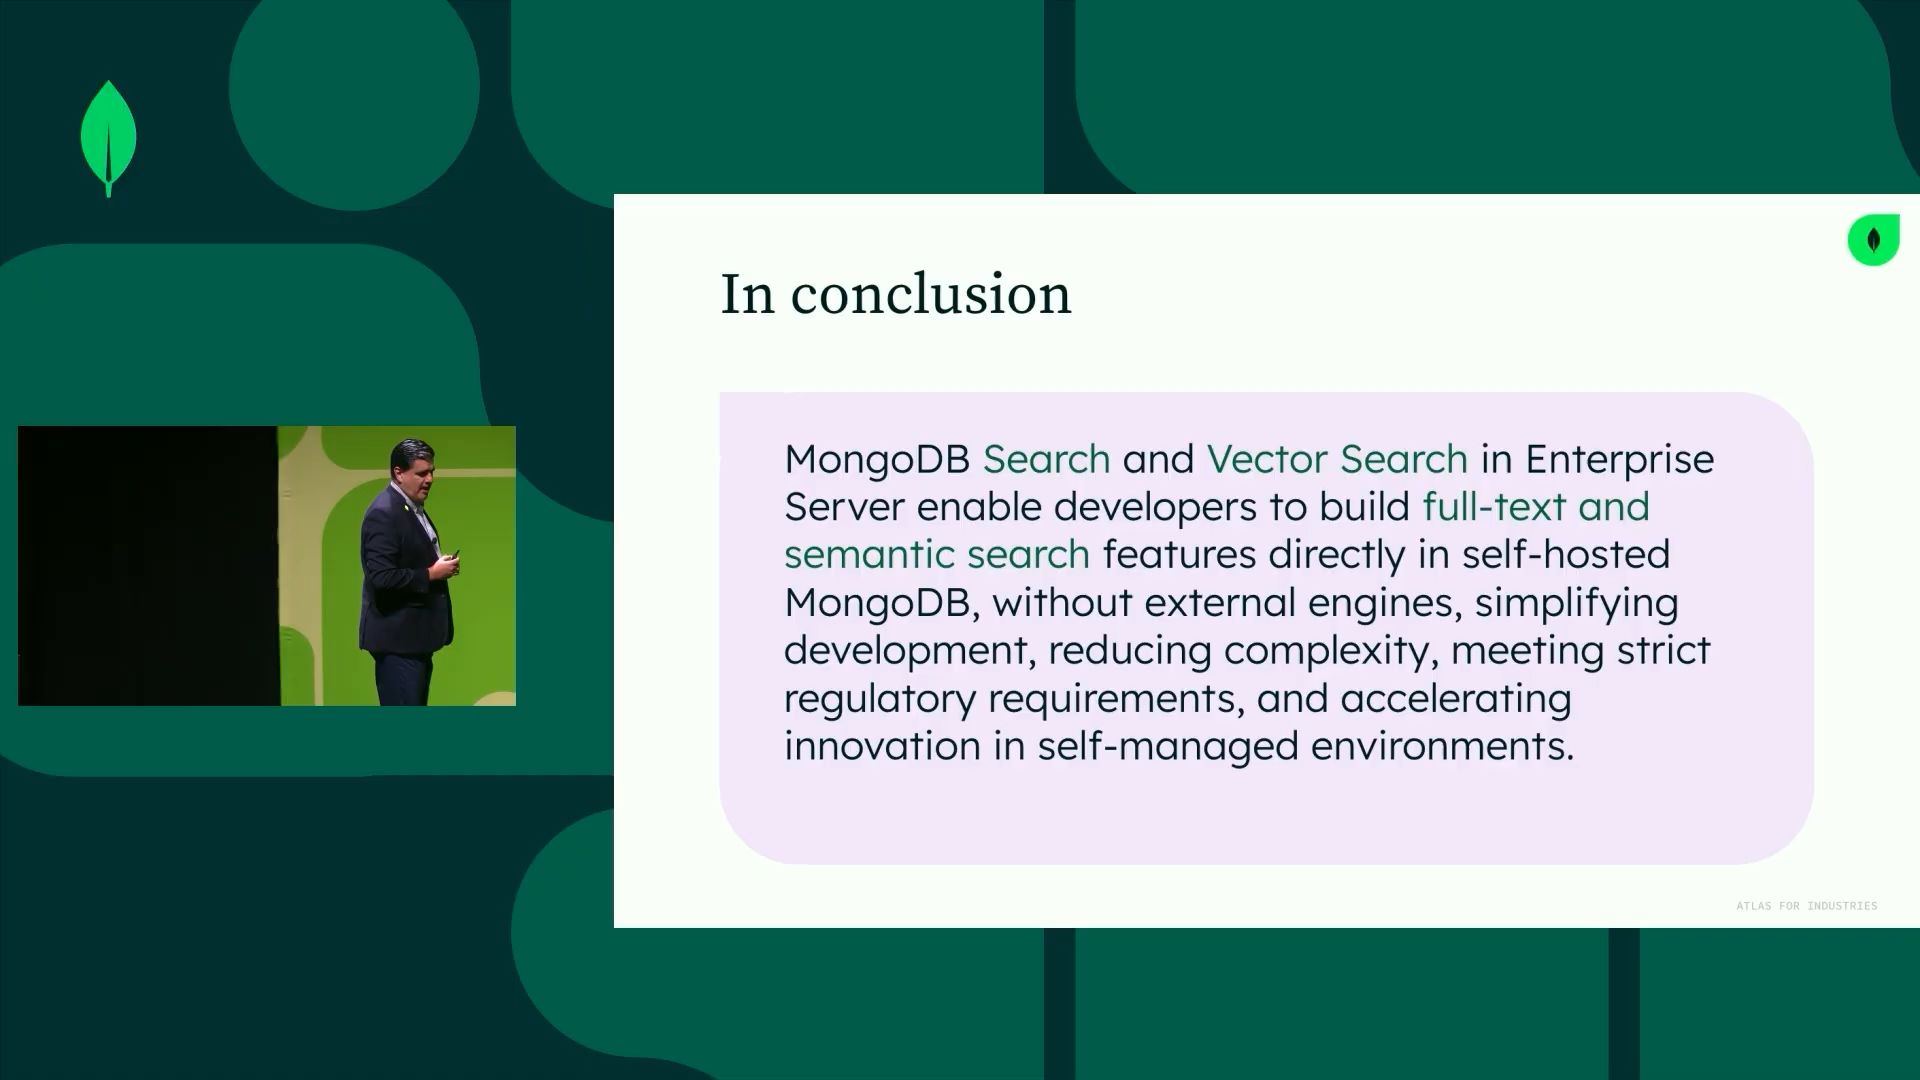 In conclusion
MongoDB Search and Vector Search in Enterprise
Server enable developers to build full-text and
semantic search features directly in self-hosted
MongoDB, without external engines, simplifying
development, reducing complexity, meeting strict
regulatory requirements, and accelerating
innovation in self-managed environments.
ATLAS FOR INDUSTRIES